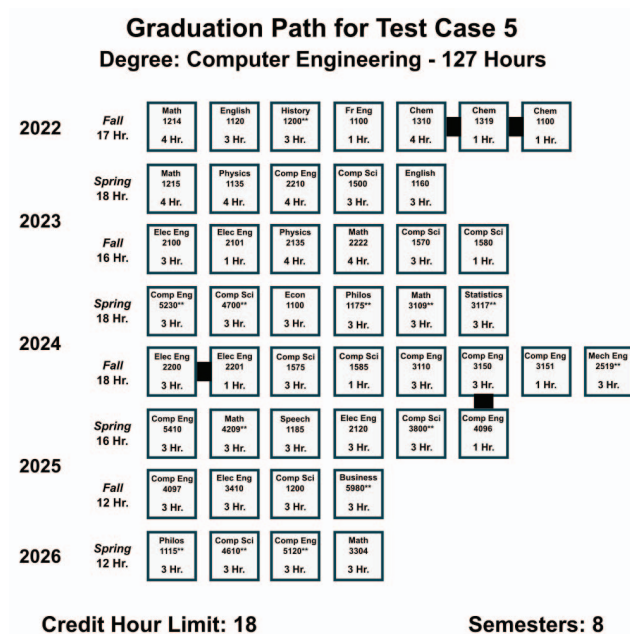 Graduation Path for Test Case 5
Degree: Computer Engineering - 127 Hours
2022
Fall
17 Hr.
Math
1214
4 Hr.
English
1120
3 Hr.
History
1200**
3 Hr.
Fr Eng
1100
1 Hr.
Chem
1310
4 Hr.
Chem
1319
1 Hr.
Chem
1100
1 Hr.
Spring
18 Hr.
Math
1215
4 Hr.
Physics
1135
4 Hr.
Comp Eng
2210
4 Hr.
Comp Sci
1500
3 Hr.
English
1160
3 Hr.
2023
Fall
16 Hr.
Elec Eng
2100
3 Hr.
Elec Eng
2101
1 Hr.
Physics
2135
4 Hr.
Math
2222
4 Hr.
Comp Sci
1570
3 Hr.
Comp Sci
1580
1 Hr.
Spring
18 Hr.
Comp Eng
5230**
3 Hr.
Comp Sci
4700**
3 Hr.
Econ
1100
3 Hr.
Philos
1175**
3 Hr.
Math
3109**
3 Hr.
Statistics
3117**
3 Hr.
2024
Fall
18 Hr.
Elec Eng
2200
3 Hr.
Elec Eng
2201
1 Hr.
Comp Sci
1575
3 Hr.
Comp Sci
1585
1 Hr.
Comp Eng
3110
3 Hr.
Comp Eng
3150
3 Hr.
Comp Eng
3151
1 Hr.
Mech Eng
2519**
3 Hr.
Spring
16 Hr.
Comp Eng
5410
3 Hr.
Math
4209**
3 Hr.
Speech
1185
3 Hr.
Elec Eng
2120
3 Hr.
Comp Sci
3800**
3 Hr.
Comp Eng
4096
1 Hr.
2025
Fall
12 Hr.
Comp Eng
4097
3 Hr.
Elec Eng
3410
3 Hr.
Comp Sci
1200
3 Hr.
Business
5980**
3 Hr.
2026
Spring
12 Hr.
Philos
1115**
3 Hr.
Comp Sci
4610**
3 Hr.
Comp Eng
5120**
3 Hr.
Math
3304
3 Hr.
Credit Hour Limit: 18
Semesters: 8